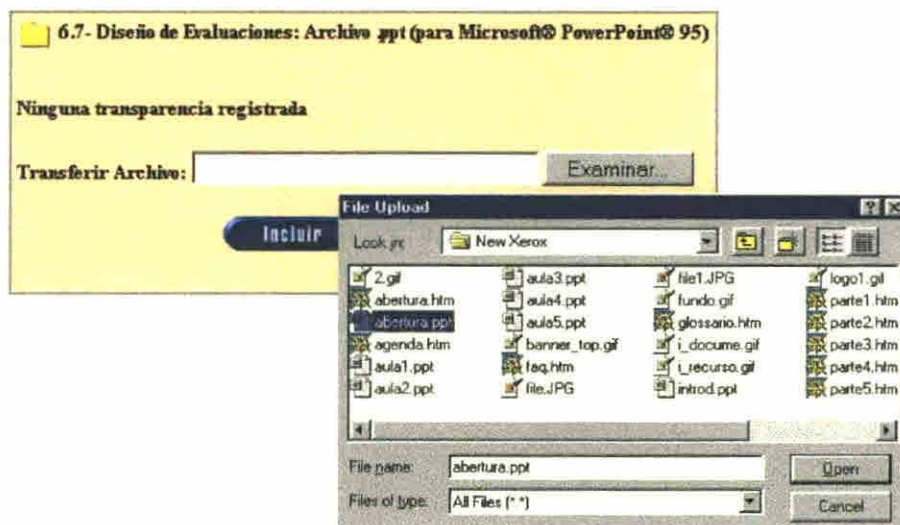 6.7- Diseño de Evaluaciones: Archivo .ppt (para Microsoft® PowerPoint® 95)
Ninguna transparencia registrada
Transferir Archivo:
Examinar...
Incluir
File Upload
Look in:
New Xerox
2.gif
abertura.htm
abertura.ppt
agenda.htm
aula1.ppt
aula2.ppt
aula3.ppt
aula4.ppt
aula5.ppt
banner_top.gif
faq.htm
file.JPG
file1.JPG
fundo.gif
glossario.htm
i_docume.gif
i_recurso.gif
introd.ppt
logo1.gif
parte1.htm
parte2.htm
parte3.htm
parte4.htm
parte5.htm
File name:
abertura.ppt
Open
Files of type:
All Files (*.*)
Cancel